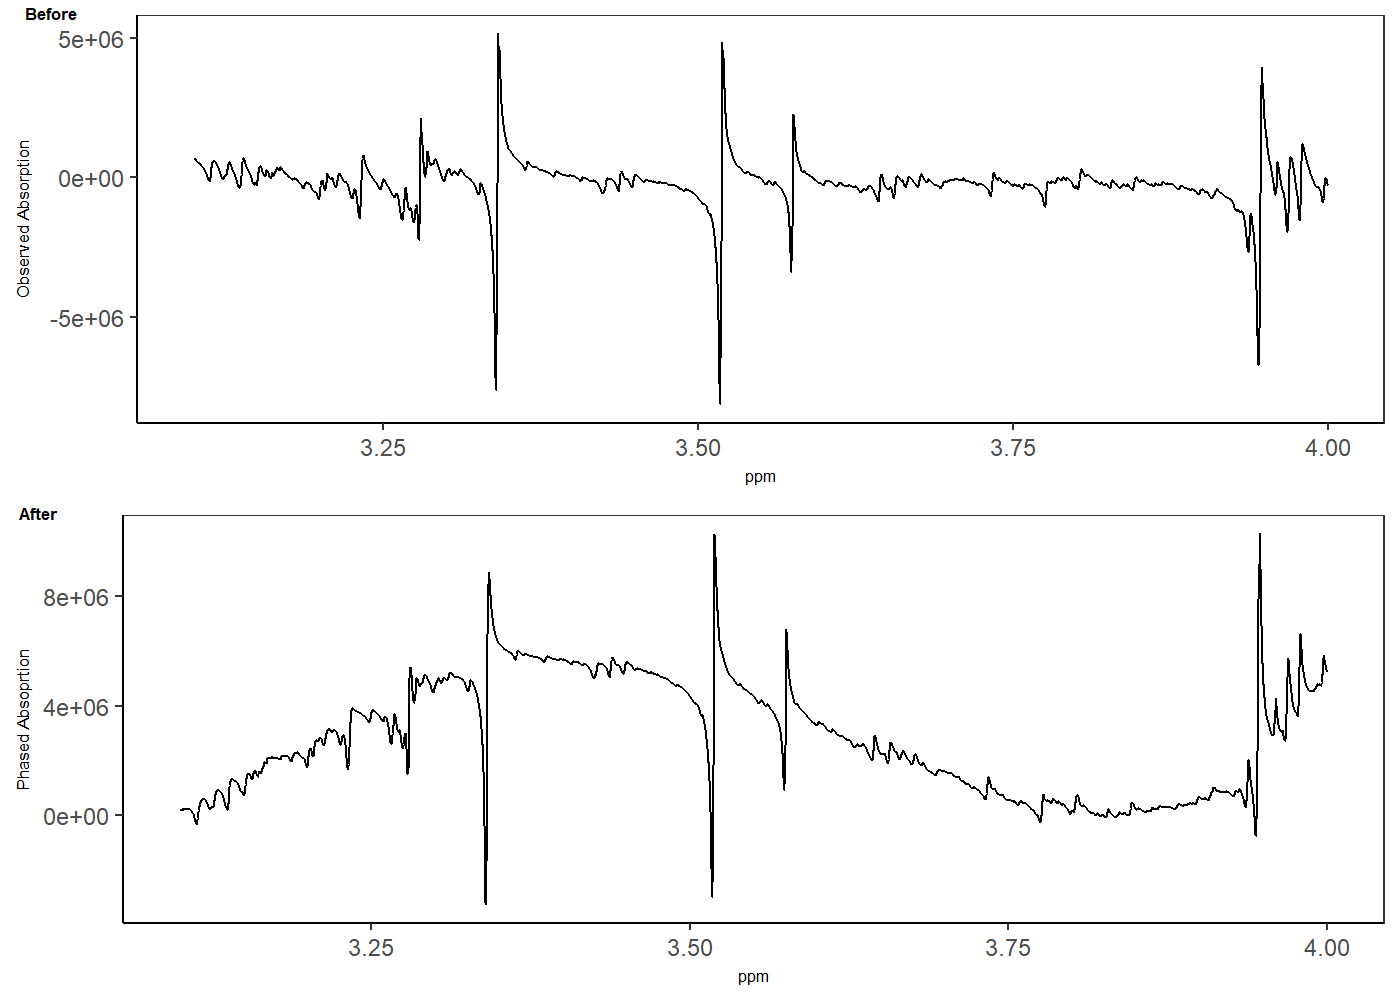 Before
5e+06
0e+00
-5e+06
Observed Absorption
3.25 3.50 3.75 4.00
ppm
After
8e+06
4e+06
0e+00
Phased Absoprtion
3.25 3.50 3.75 4.00
ppm